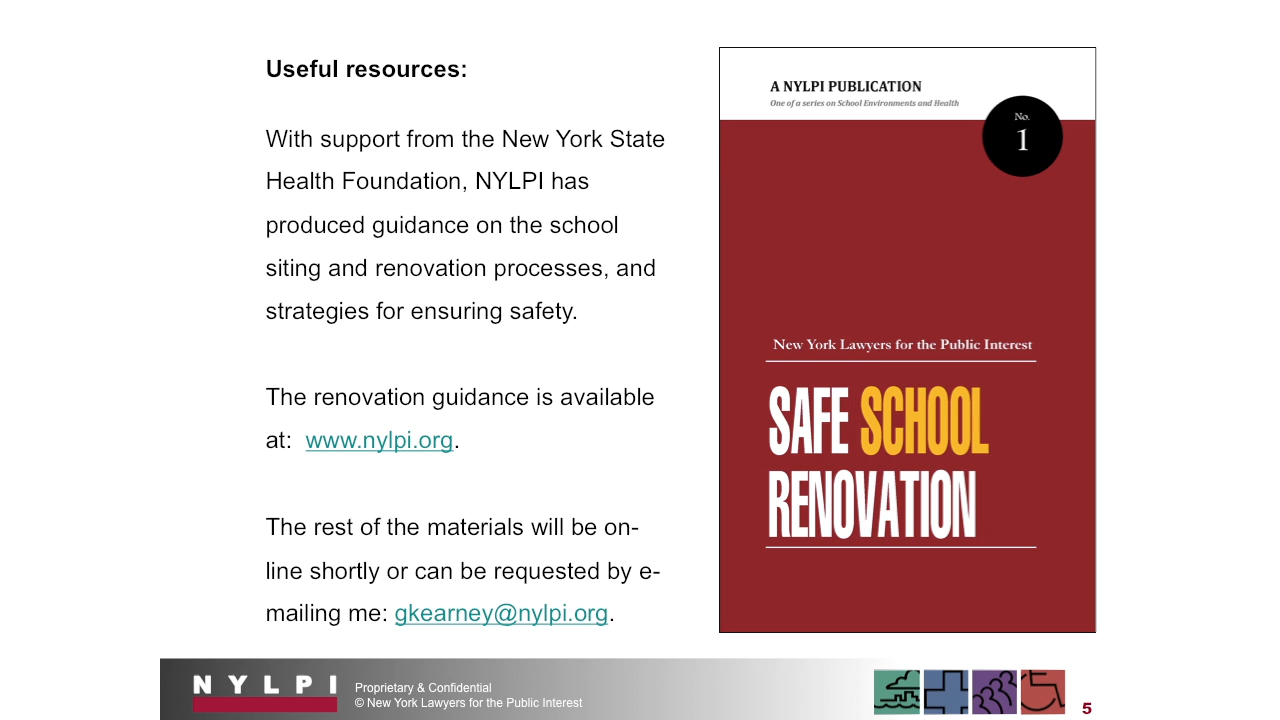 Useful resources:
With support from the New York State
Health Foundation, NYLPI has
produced guidance on the school
siting and renovation processes, and
strategies for ensuring safety.
The renovation guidance is available
at:  www.nylpi.org.
The rest of the materials will be on-
line shortly or can be requested by e-
mailing me: gkearney@nylpi.org.
A NYLPI PUBLICATION
One of a series on School Environments and Health
No.
1
New York Lawyers for the Public Interest
SAFE SCHOOL
RENOVATION
NYLPI
Proprietary & Confidential
© New York Lawyers for the Public Interest
5